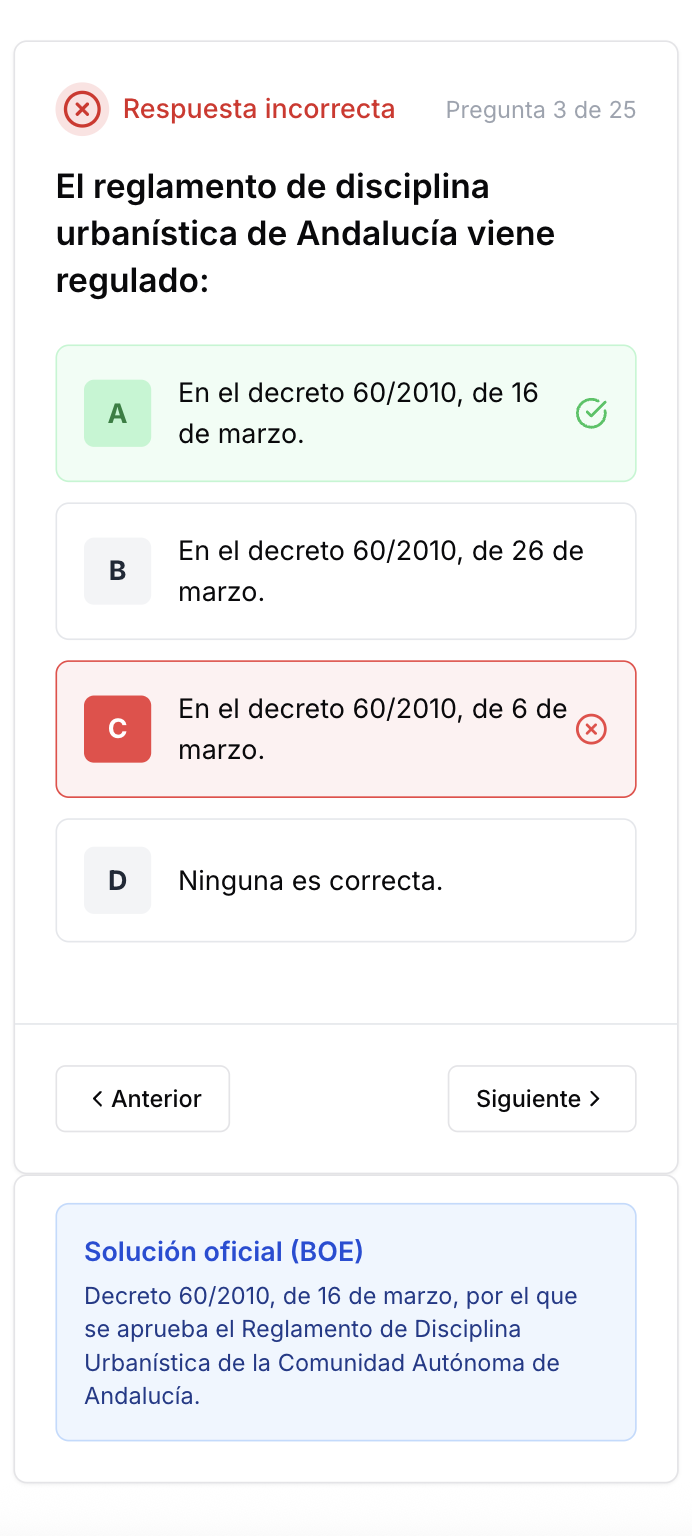 Respuesta incorrecta
Pregunta 3 de 25
El reglamento de disciplina
urbanística de Andalucía viene
regulado:
A
En el decreto 60/2010, de 16
de marzo.
B
En el decreto 60/2010, de 26 de
marzo.
C
En el decreto 60/2010, de 6 de
marzo.
D
Ninguna es correcta.
Anterior
Siguiente
Solución oficial (BOE)
Decreto 60/2010, de 16 de marzo, por el que
se aprueba el Reglamento de Disciplina
Urbanística de la Comunidad Autónoma de
Andalucía.